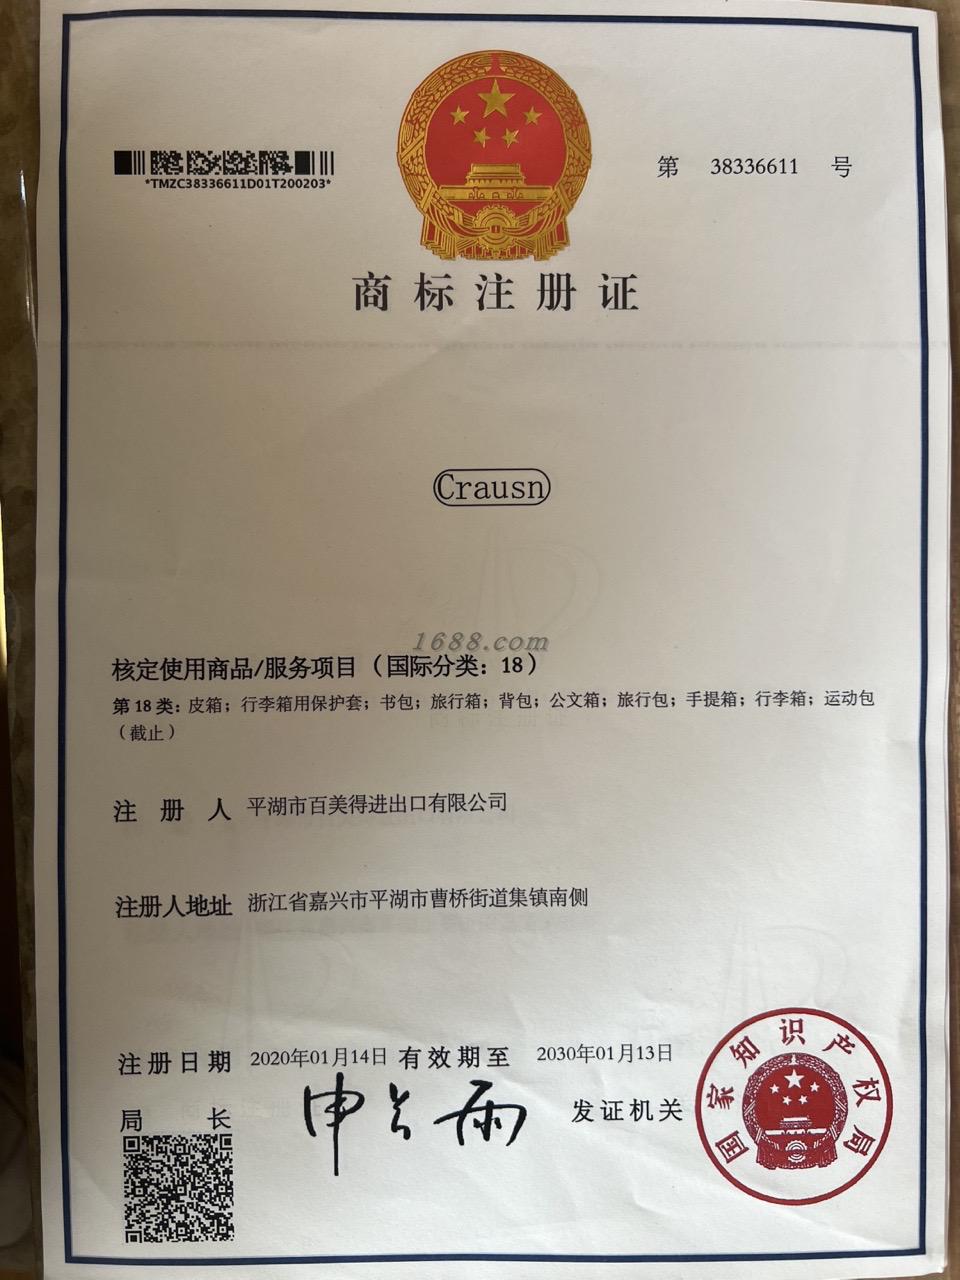 *TMZC38336611D01T200203*
第 38336611 号
商标注册证
Crausn
1688.com
核定使用商品/服务项目（国际分类：18）
第 18 类：皮箱；行李箱用保护套；书包；旅行箱；背包；公文箱；旅行包；手提箱；行李箱；运动包
（截止）
注 册 人 平湖市百美得进出口有限公司
注册人地址 浙江省嘉兴市平湖市曹桥街道集镇南侧
注册日期 2020年01月14日 有效期至 2030年01月13日
局 长 申长雨 发证机关
国家知识产权局